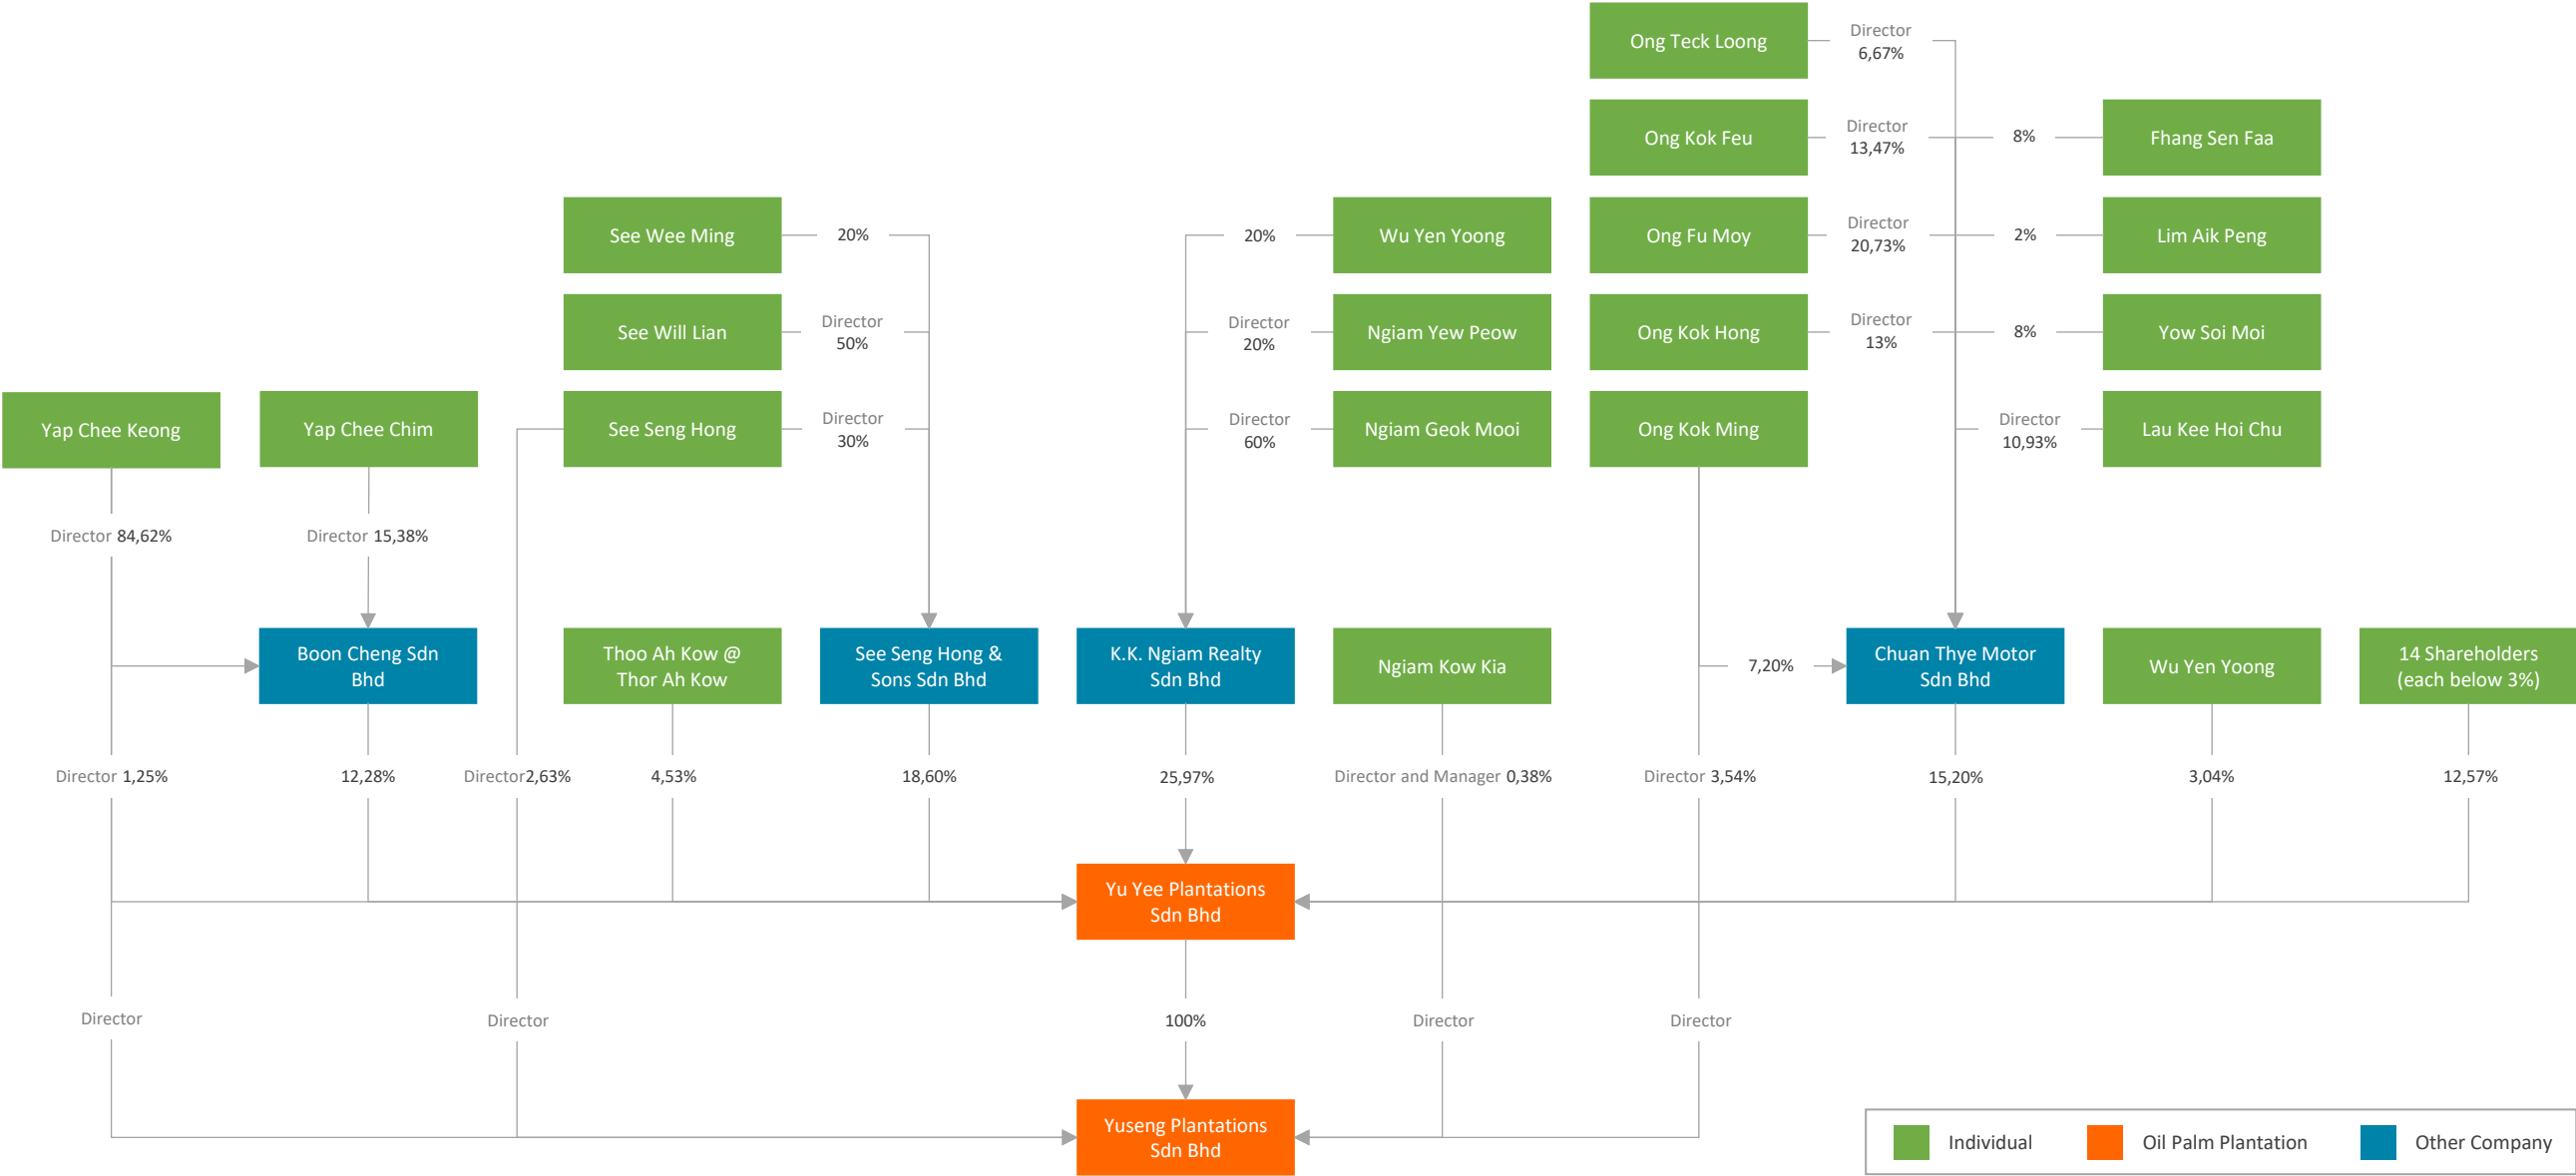 Ong Teck Loong
Director
6,67%
Ong Kok Feu
Director
13,47%
8%
Fhang Sen Faa
See Wee Ming
20%
20%
Wu Yen Yoong
Ong Fu Moy
Director
20,73%
2%
Lim Aik Peng
See Will Lian
Director
50%
Director
20%
Ngiam Yew Peow
Ong Kok Hong
Director
13%
8%
Yow Soi Moi
Yap Chee Keong
Yap Chee Chim
See Seng Hong
Director
30%
Director
60%
Ngiam Geok Mooi
Ong Kok Ming
Director
10,93%
Lau Kee Hoi Chu
Director 84,62%
Director 15,38%
Boon Cheng Sdn
Bhd
Thoo Ah Kow @
Thor Ah Kow
See Seng Hong &
Sons Sdn Bhd
K.K. Ngiam Realty
Sdn Bhd
Ngiam Kow Kia
7,20%
Chuan Thye Motor
Sdn Bhd
Wu Yen Yoong
14 Shareholders
(each below 3%)
Director 1,25%
12,28%
Director2,63%
4,53%
18,60%
25,97%
Director and Manager 0,38%
Director 3,54%
15,20%
3,04%
12,57%
Yu Yee Plantations
Sdn Bhd
Director
Director
100%
Director
Director
Yuseng Plantations
Sdn Bhd
Individual
Oil Palm Plantation
Other Company